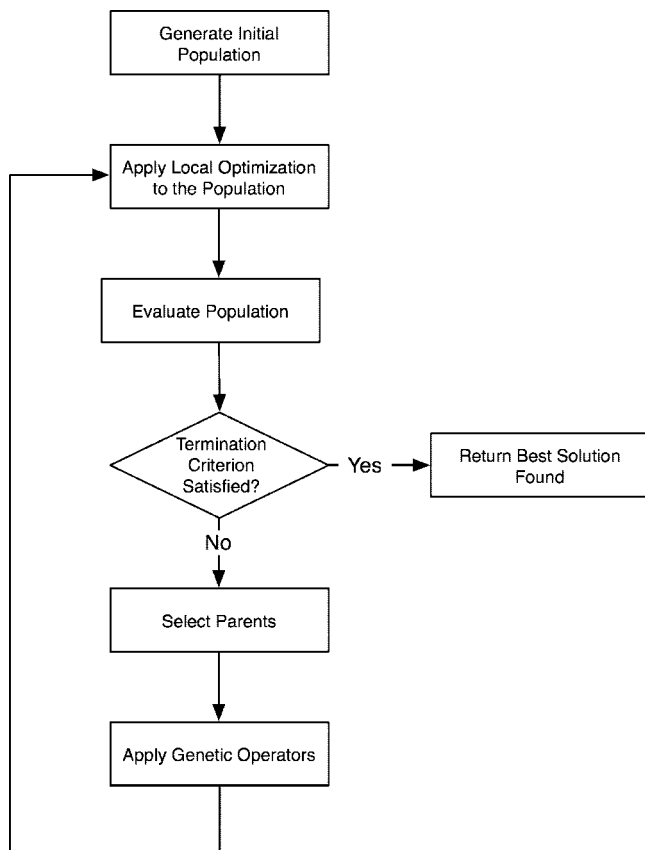 Generate Initial
Population
Apply Local Optimization
to the Population
Evaluate Population
Termination
Criterion
Satisfied?
Yes
Return Best Solution
Found
No
Select Parents
Apply Genetic Operators